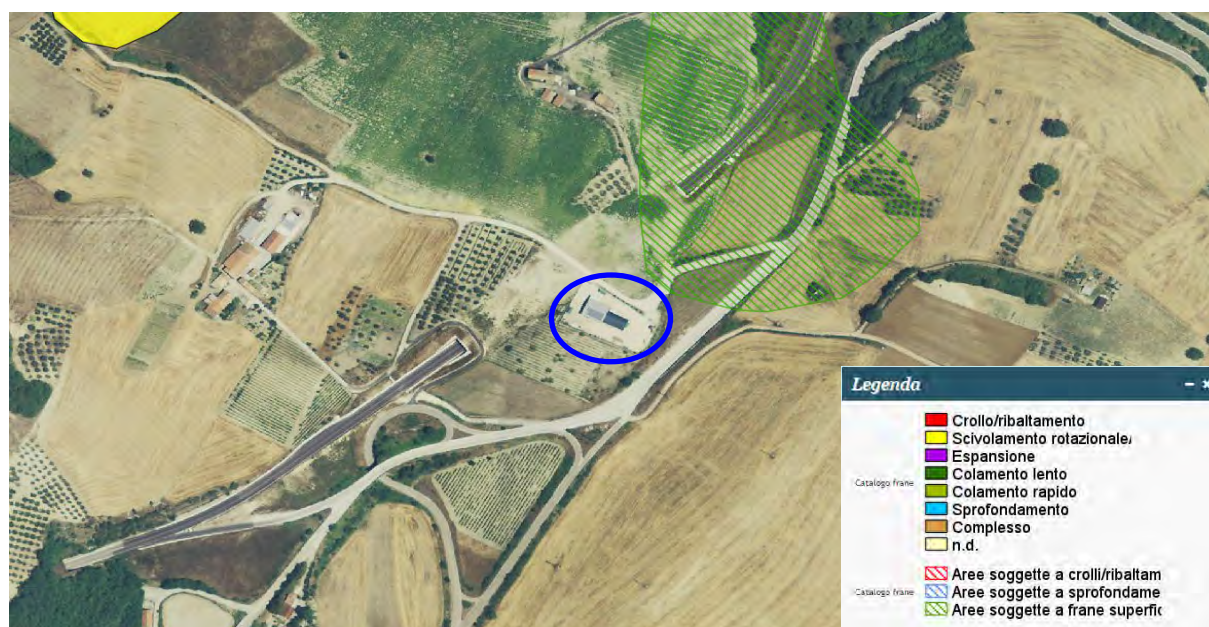 Legenda
Crollo/ribaltamento
Scivolamento rotazionale/
Espansione
Catalogo frane
Colamento lento
Colamento rapido
Sprofondamento
Complesso
n.d.
Aree soggette a crolli/ribaltam
Catalogo frane
Aree soggette a sprofondame
Aree soggette a frane superfic